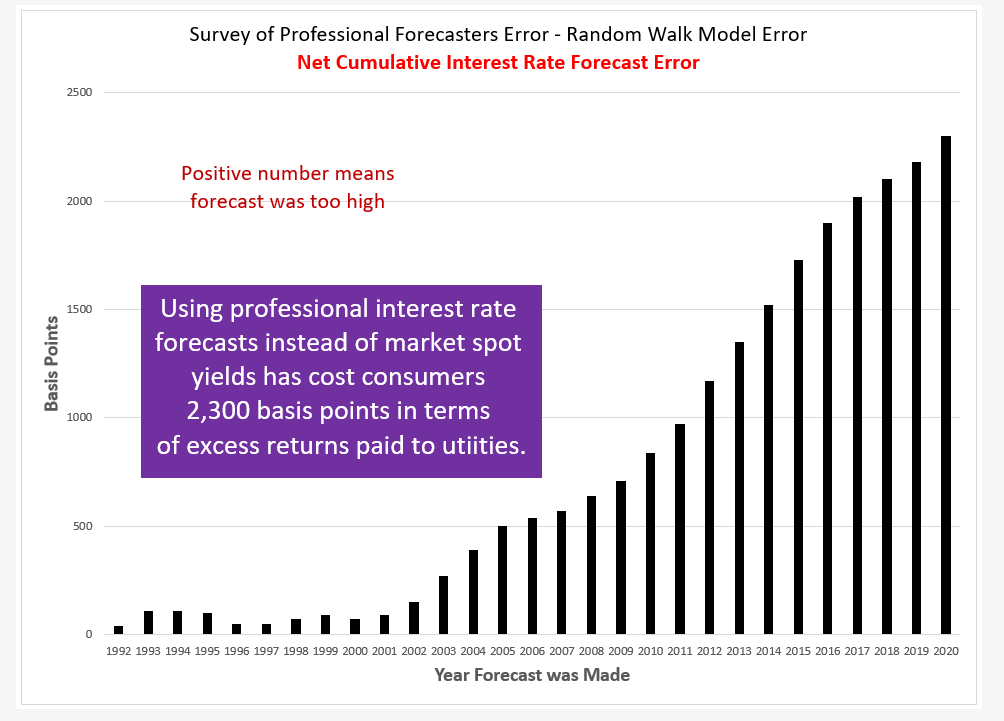 Survey of Professional Forecasters Error - Random Walk Model Error
Net Cumulative Interest Rate Forecast Error
2500
Positive number means
forecast was too high
2000
Using professional interest rate
forecasts instead of market spot
yields has cost consumers
2,300 basis points in terms
of excess returns paid to utiities.
1500
1000
500
0
Basis Points
1992 1993 1994 1995 1996 1997 1998 1999 2000 2001 2002 2003 2004 2005 2006 2007 2008 2009 2010 2011 2012 2013 2014 2015 2016 2017 2018 2019 2020
Year Forecast was Made